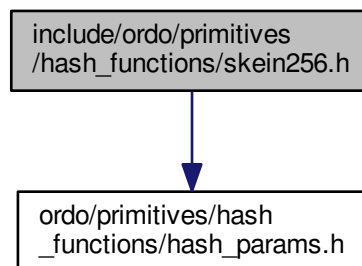 include/ordo/primitives
/hash_functions/skein256.h
ordo/primitives/hash
_functions/hash_params.h